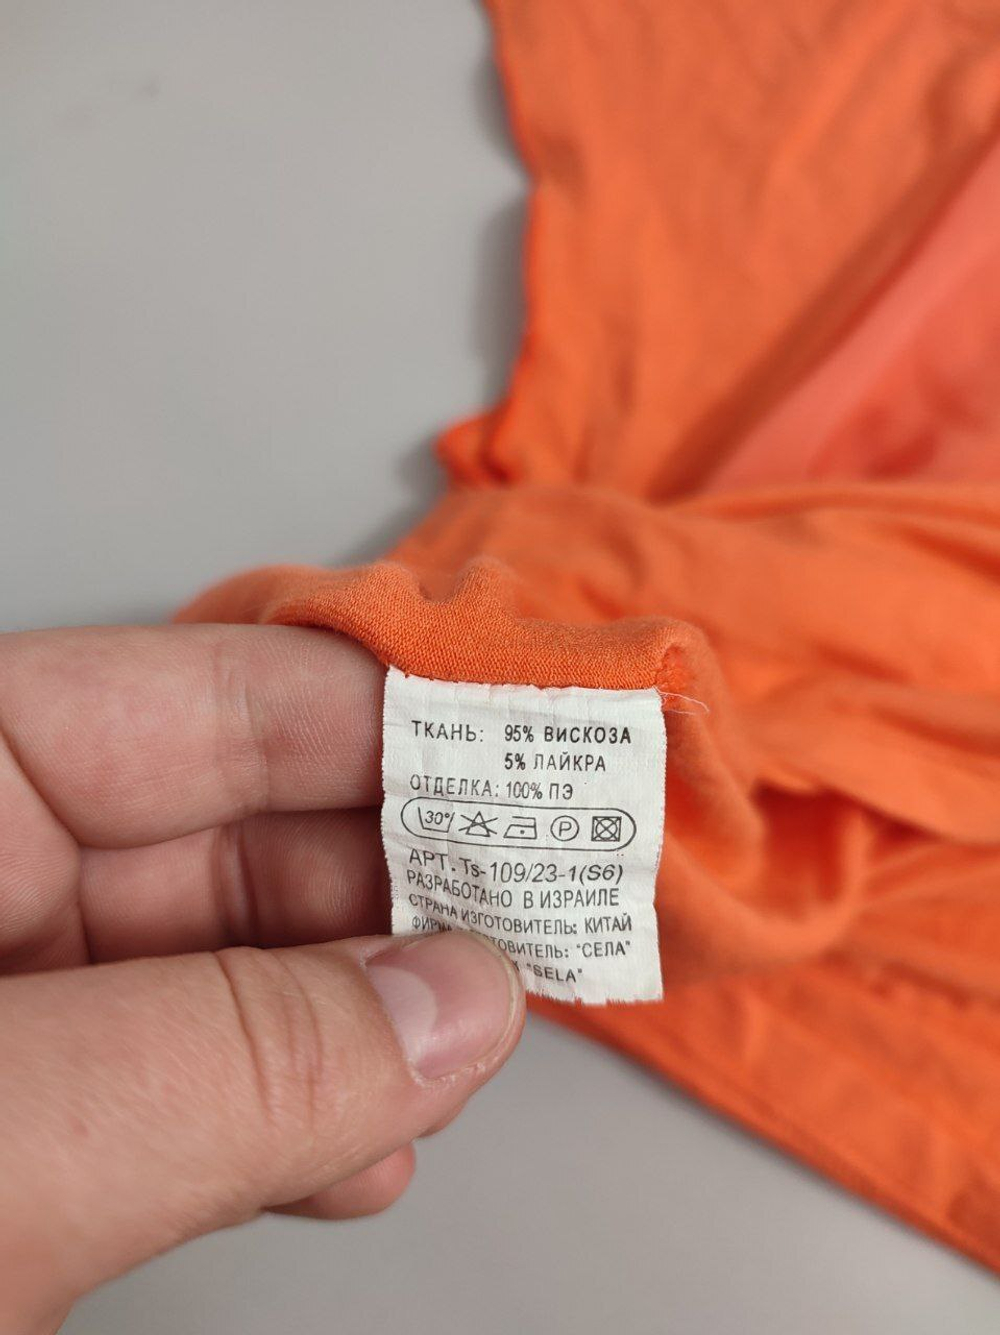 ТКАНЬ: 95% ВИСКОЗА
5% ЛАЙКРА
ОТДЕЛКА: 100% ПЭ
30° P
АРТ. Ts-109/23-1(S6)
РАЗРАБОТАНО В ИЗРАИЛЕ
СТРАНА ИЗГОТОВИТЕЛЬ: КИТАЙ
"СЕЛА"
"SELA"